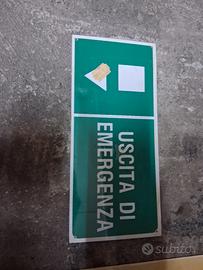 USCITA DI
EMERGENZA
subito